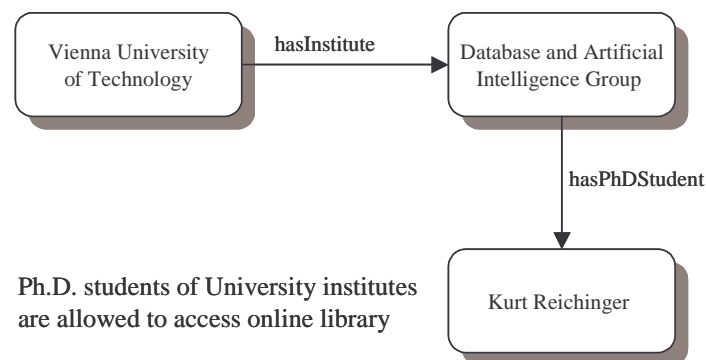 Vienna University
of Technology
hasInstitute
Database and Artificial
Intelligence Group
hasPhDStudent
Kurt Reichinger
Ph.D. students of University institutes
are allowed to access online library